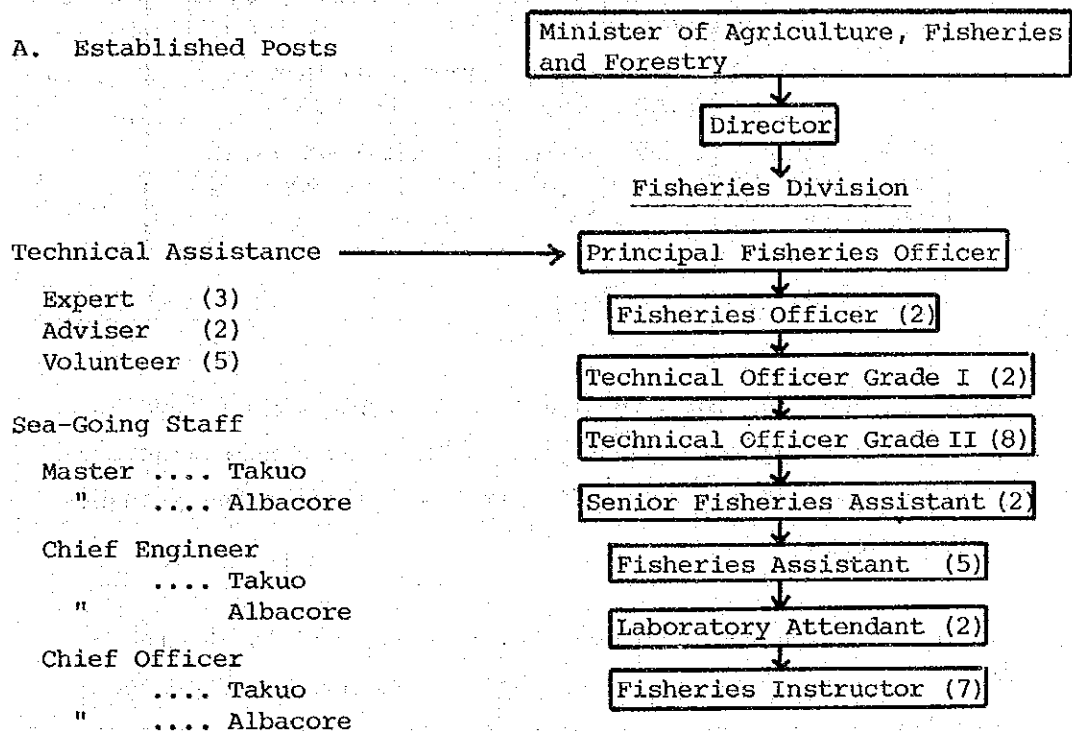 A. Established Posts
Minister of Agriculture, Fisheries
and Forestry
Director
Fisheries Division
Technical Assistance
Expert (3)
Adviser (2)
Volunteer (5)
Sea-Going Staff
Master .... Takuo
" .... Albacore
Chief Engineer
.... Takuo
" Albacore
Chief Officer
.... Takuo
" .... Albacore
Principal Fisheries Officer
Fisheries Officer (2)
Technical Officer Grade I (2)
Technical Officer Grade II (8)
Senior Fisheries Assistant (2)
Fisheries Assistant (5)
Laboratory Attendant (2)
Fisheries Instructor (7)